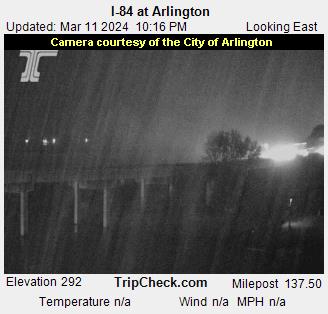 I-84 at Arlington
Updated: Mar 11 2024 10:16 PM Looking East
Camera courtesy of the City of Arlington
Elevation 292 TripCheck.com Milepost 137.50
Temperature n/a Wind n/a MPH n/a